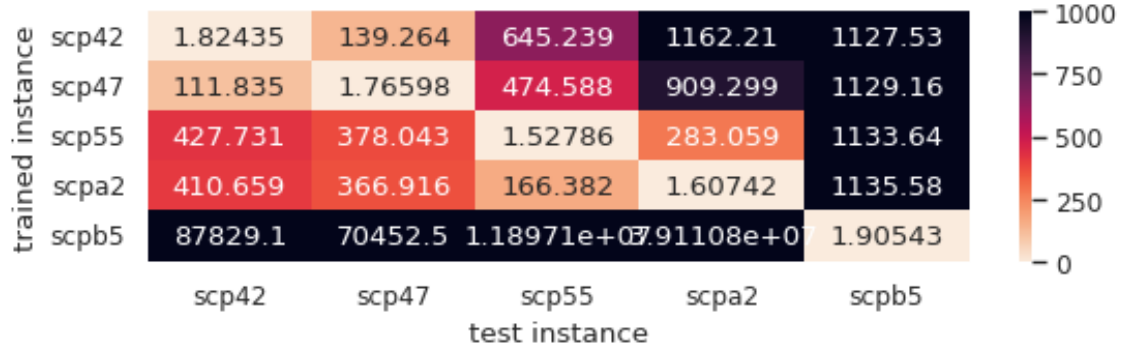 1000
scp42 1.82435 139.264 645.239 1162.21 1127.53
750
scp47 111.835 1.76598 474.588 909.299 1129.16
scp55 427.731 378.043 1.52786 283.059 1133.64
500
scpa2 410.659 366.916 166.382 1.60742 1135.58
250
scpb5 87829.1 70452.5 1.18971e+07 3.91108e+07 1.90543
0
trained instance
scp42 scp47 scp55 scpa2 scpb5
test instance